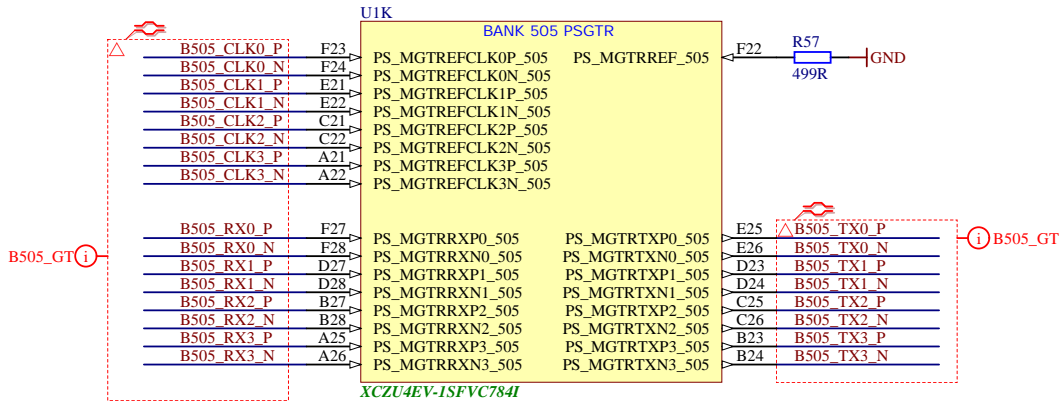 U1K
BANK 505 PSGTR
B505_CLK0_P F23 PS_MGTREFCLK0P_505 PS_MGTRREF_505 F22 R57 499R GND
B505_CLK0_N F24 PS_MGTREFCLK0N_505
B505_CLK1_P E21 PS_MGTREFCLK1P_505
B505_CLK1_N E22 PS_MGTREFCLK1N_505
B505_CLK2_P C21 PS_MGTREFCLK2P_505
B505_CLK2_N C22 PS_MGTREFCLK2N_505
B505_CLK3_P A21 PS_MGTREFCLK3P_505
B505_CLK3_N A22 PS_MGTREFCLK3N_505
B505_RX0_P F27 PS_MGTRRXP0_505 PS_MGTRTXP0_505 E25 B505_TX0_P
B505_RX0_N F28 PS_MGTRRXN0_505 PS_MGTRTXN0_505 E26 B505_TX0_N
B505_GT i
i B505_GT
B505_RX1_P D27 PS_MGTRRXP1_505 PS_MGTRTXP1_505 D23 B505_TX1_P
B505_RX1_N D28 PS_MGTRRXN1_505 PS_MGTRTXN1_505 D24 B505_TX1_N
B505_RX2_P B27 PS_MGTRRXP2_505 PS_MGTRTXP2_505 C25 B505_TX2_P
B505_RX2_N B28 PS_MGTRRXN2_505 PS_MGTRTXN2_505 C26 B505_TX2_N
B505_RX3_P A25 PS_MGTRRXP3_505 PS_MGTRTXP3_505 B23 B505_TX3_P
B505_RX3_N A26 PS_MGTRRXN3_505 PS_MGTRTXN3_505 B24 B505_TX3_N
XCZU4EV-1SFVC784I